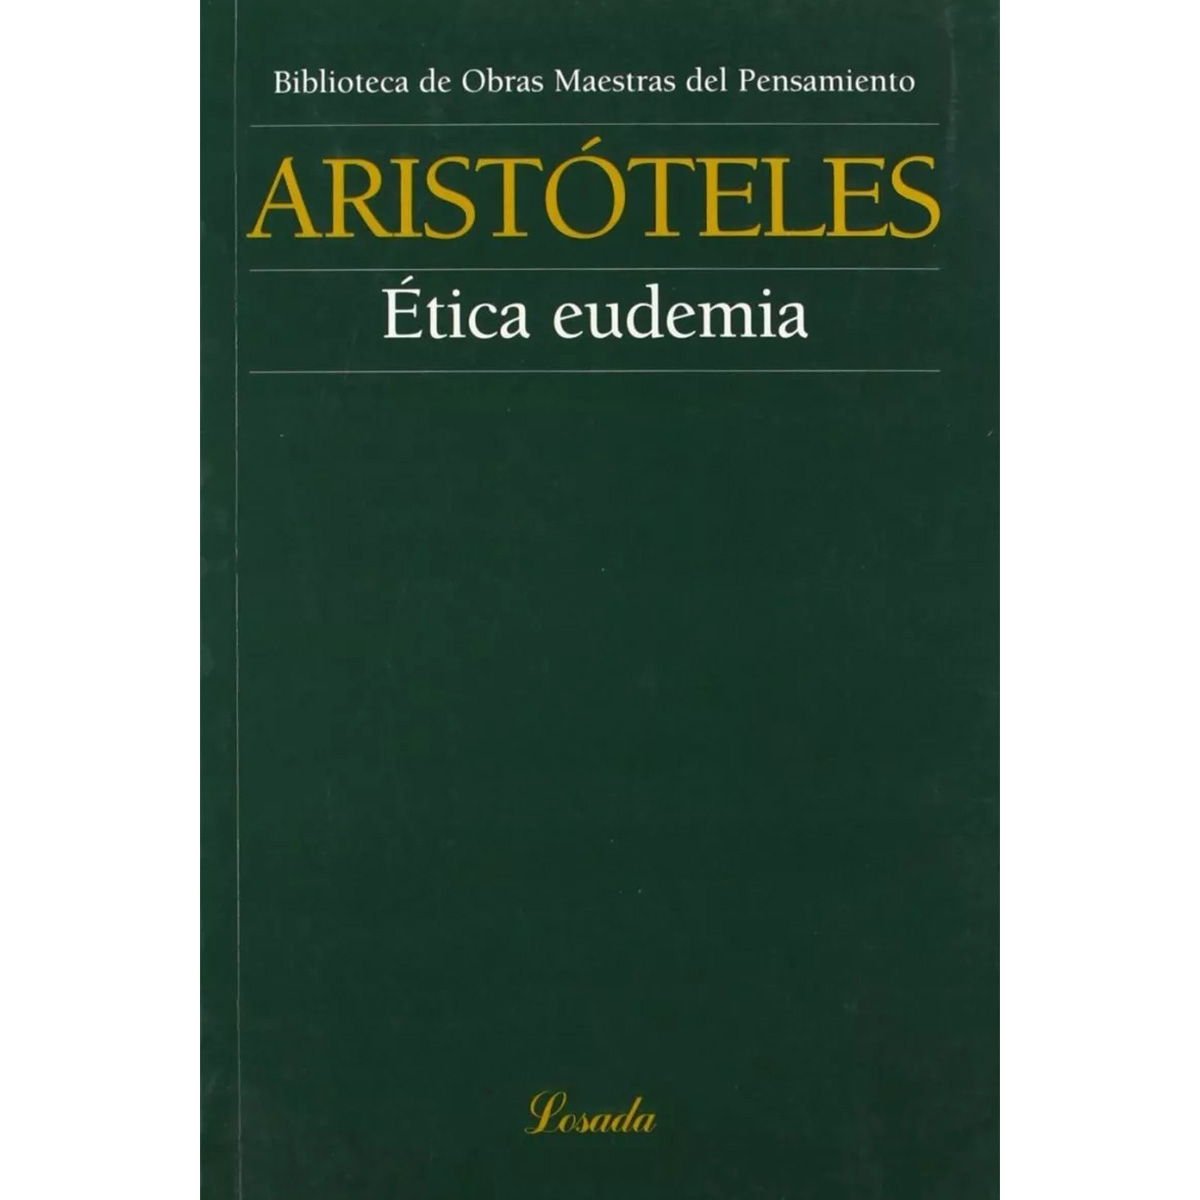 Biblioteca de Obras Maestras del Pensamiento
ARISTÓTELES
Ética eudemia
Losada